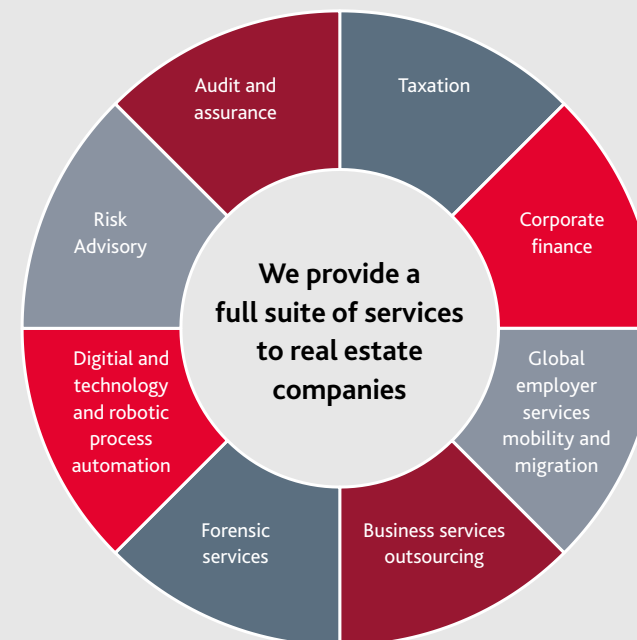 Audit and
assurance
Taxation
Corporate
finance
Global
employer
services
mobility and
migration
Business services
outsourcing
Forensic
services
Digitial and
technology
and robotic
process
automation
Risk
Advisory
We provide a
full suite of services
to real estate
companies